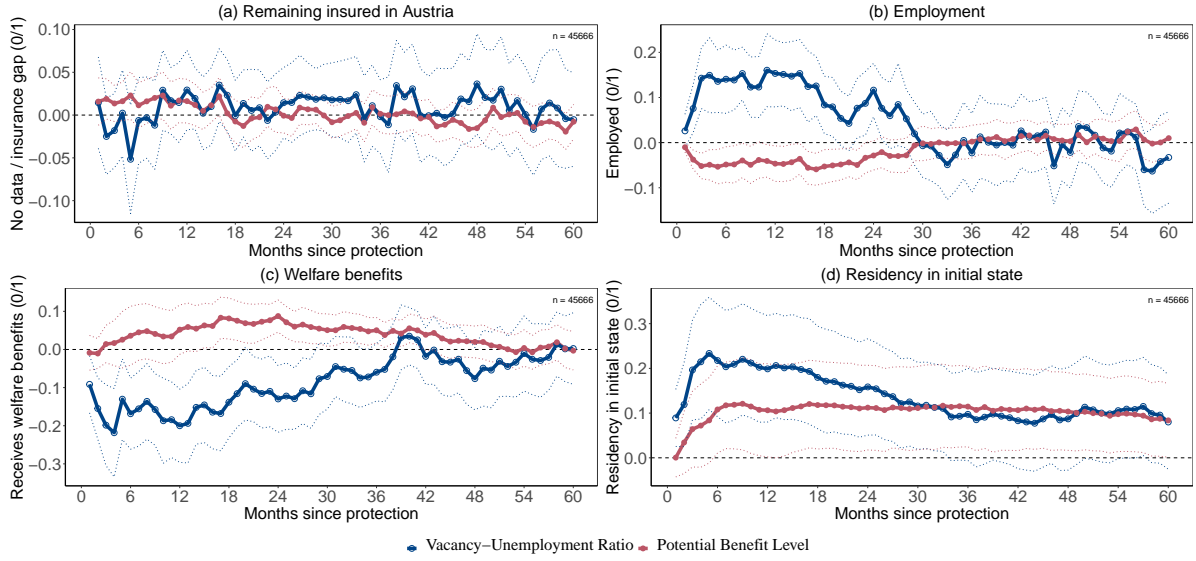 (a) Remaining insured in Austria
No data / insurance gap (0/1)
n = 45666
0.10
0.05
0.00
−0.05
−0.10
0 6 12 18 24 30 36 42 48 54 60
Months since protection
(b) Employment
Employed (0/1)
n = 45666
0.2
0.1
0.0
−0.1
0 6 12 18 24 30 36 42 48 54 60
Months since protection
(c) Welfare benefits
Receives welfare benefits (0/1)
n = 45666
0.1
0.0
−0.1
−0.2
−0.3
0 6 12 18 24 30 36 42 48 54 60
Months since protection
(d) Residency in initial state
Residency in initial state (0/1)
n = 45666
0.3
0.2
0.1
0.0
0 6 12 18 24 30 36 42 48 54 60
Months since protection
Vacancy−Unemployment Ratio Potential Benefit Level